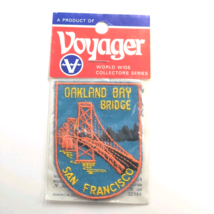 A PRODUCT OF
Voyager
WORLD WIDE
COLLECTORS SERIES
OAKLAND BAY
BRIDGE
SAN FRANCISCO